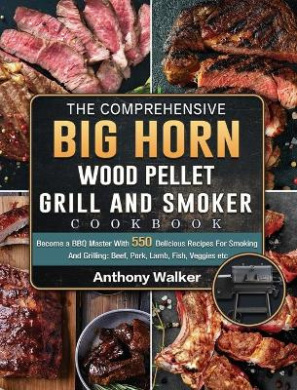 THE COMPREHENSIVE
BIG HORN
WOOD PELLET
GRILL AND SMOKER
COOKBOOK
Become a BBQ Master With 550 Delicious Recipes For Smoking
And Grilling: Beef, Pork, Lamb, Fish, Veggies etc
Anthony Walker